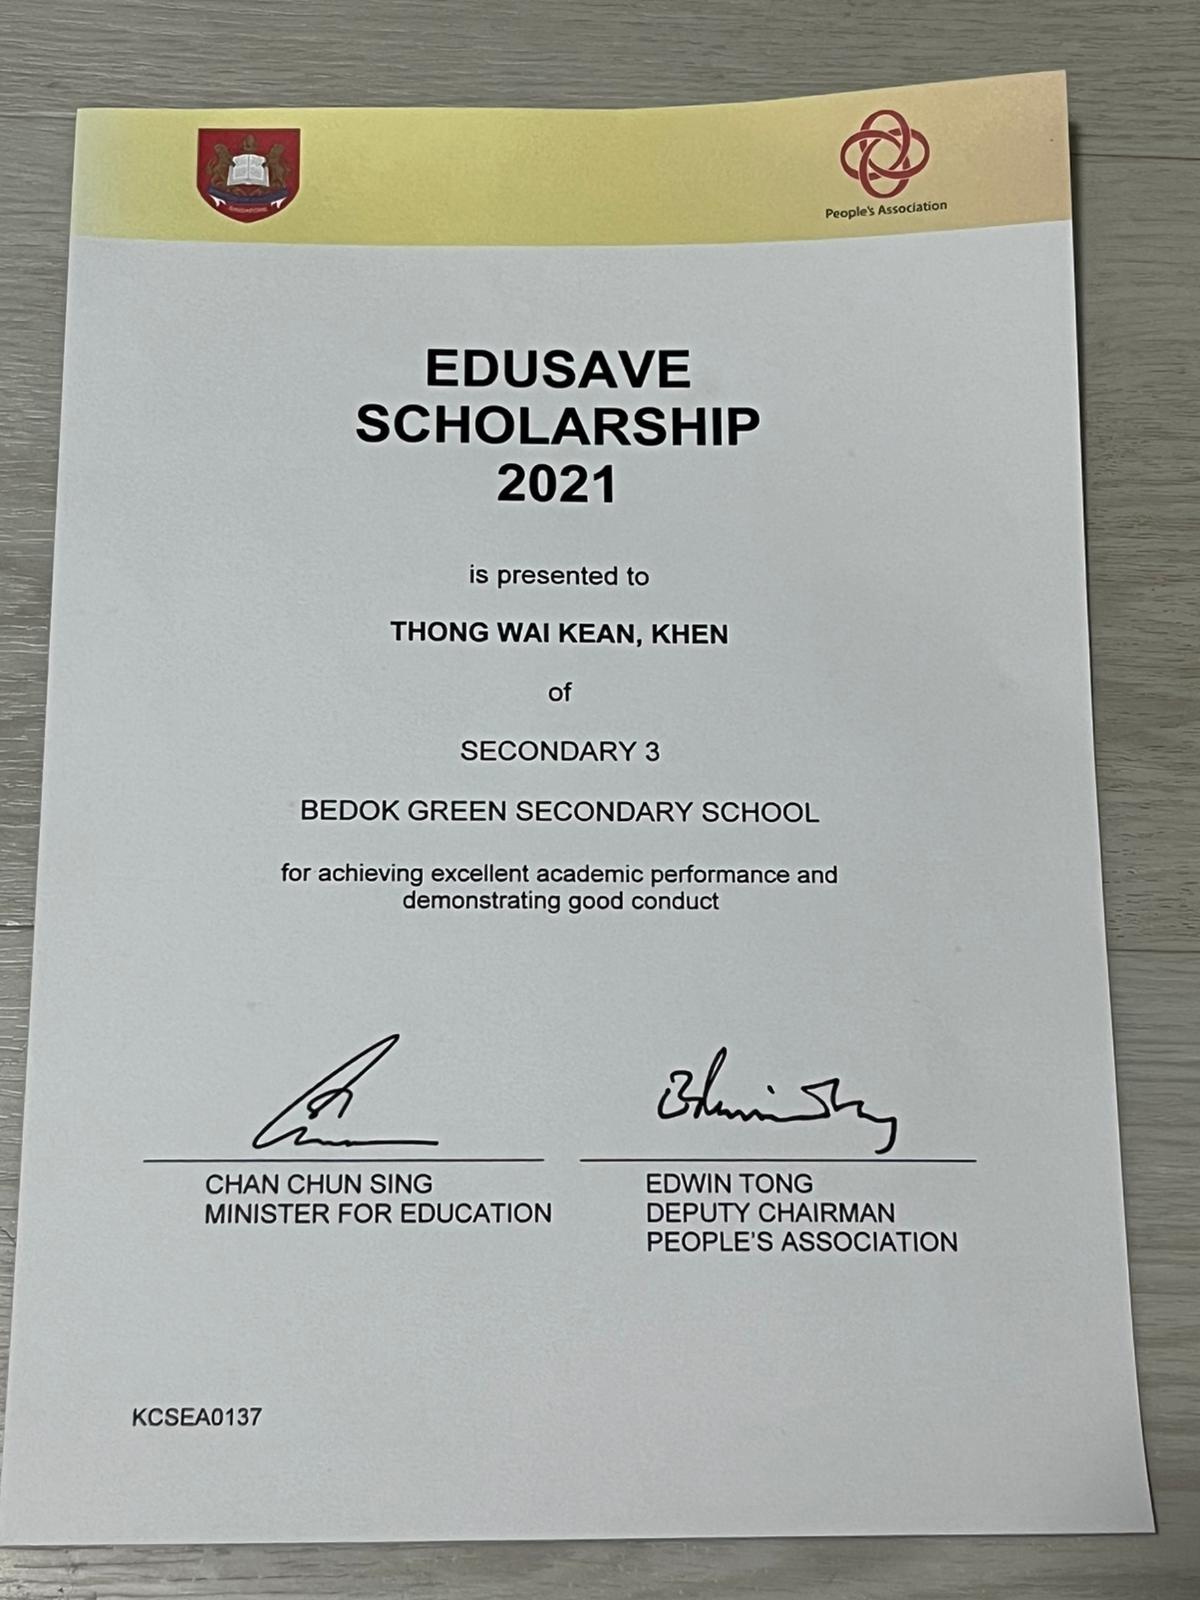 SINGAPORE
People's Association
EDUSAVE
SCHOLARSHIP
2021
is presented to
THONG WAI KEAN, KHEN
of
SECONDARY 3
BEDOK GREEN SECONDARY SCHOOL
for achieving excellent academic performance and
demonstrating good conduct
CHAN CHUN SING
MINISTER FOR EDUCATION
EDWIN TONG
DEPUTY CHAIRMAN
PEOPLE'S ASSOCIATION
KCSEA0137